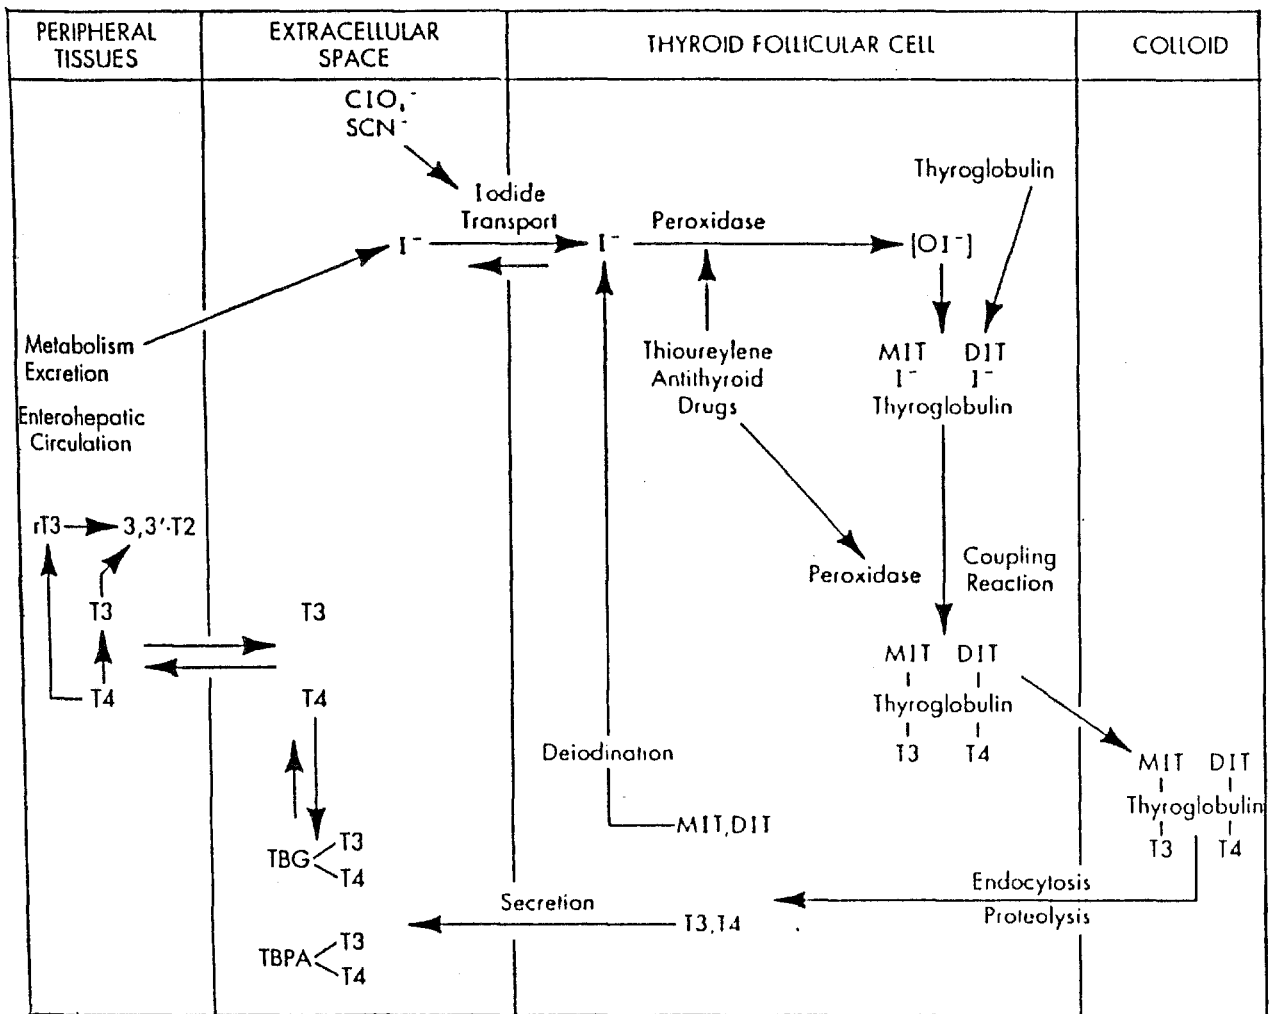 PERIPHERAL
TISSUES
EXTRACELLULAR
SPACE
THYROID FOLLICULAR CELL
COLLOID
ClO₄⁻
SCN⁻
Iodide
Transport
Thyroglobulin
Peroxidase
I⁻
I⁻
[OI⁻]
Metabolism
Excretion
Enterohepatic
Circulation
Thioureylene
Antithyroid
Drugs
MIT DIT
I⁻ I⁻
Thyroglobulin
rT3
3,3'-T2
T3
T4
T3
T4
Peroxidase
Coupling
Reaction
MIT DIT
Thyroglobulin
T3 T4
Deiodination
MIT,DIT
MIT DIT
Thyroglobulin
T3 T4
TBG
T3
T4
Endocytosis
Proteolysis
Secretion
T3,T4
TBPA
T3
T4